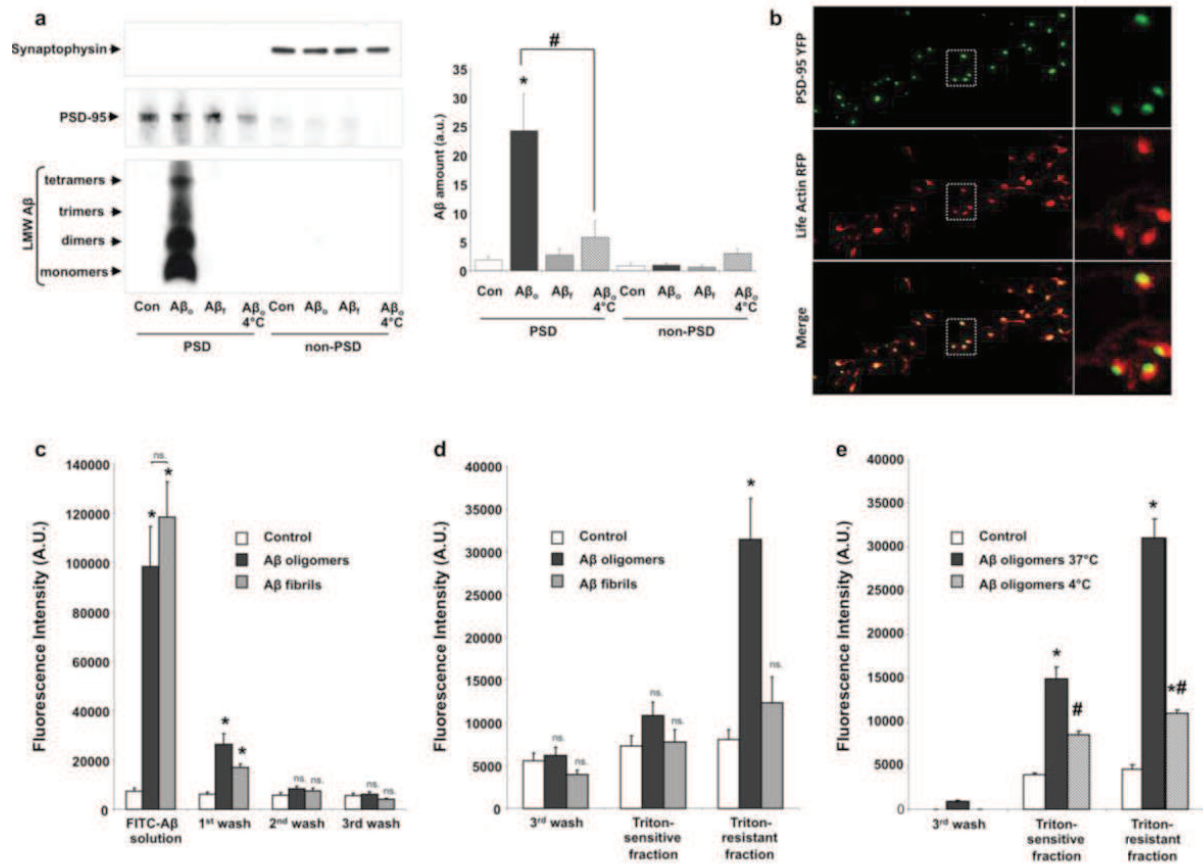 a
Synaptophysin
PSD-95
LMW Aβ
tetramers
trimers
dimers
monomers
Con Aβo Aβf Aβo 4°C Con Aβo Aβf Aβo 4°C
PSD non-PSD
#
*
Aβ amount (a.u.)
35
30
25
20
15
10
5
0
Con Aβo Aβf Aβo 4°C Con Aβo Aβf Aβo 4°C
PSD non-PSD
b
PSD-95 YFP
Life Actin RFP
Merge
c
Fluorescence Intensity (A.U.)
140000
120000
100000
80000
60000
40000
20000
0
ns.
* *
Control
Aβ oligomers
Aβ fibrils
* *
ns. ns. ns. ns.
FITC-Aβ solution 1st wash 2nd wash 3rd wash
d
Fluorescence Intensity (A.U.)
40000
35000
30000
25000
20000
15000
10000
5000
0
*
Control
Aβ oligomers
Aβ fibrils
ns. ns. ns. ns. ns.
3rd wash Triton-sensitive fraction Triton-resistant fraction
e
Fluorescence Intensity (A.U.)
40000
35000
30000
25000
20000
15000
10000
5000
0
*
Control
Aβ oligomers 37°C
Aβ oligomers 4°C
* # *#
3rd wash Triton-sensitive fraction Triton-resistant fraction